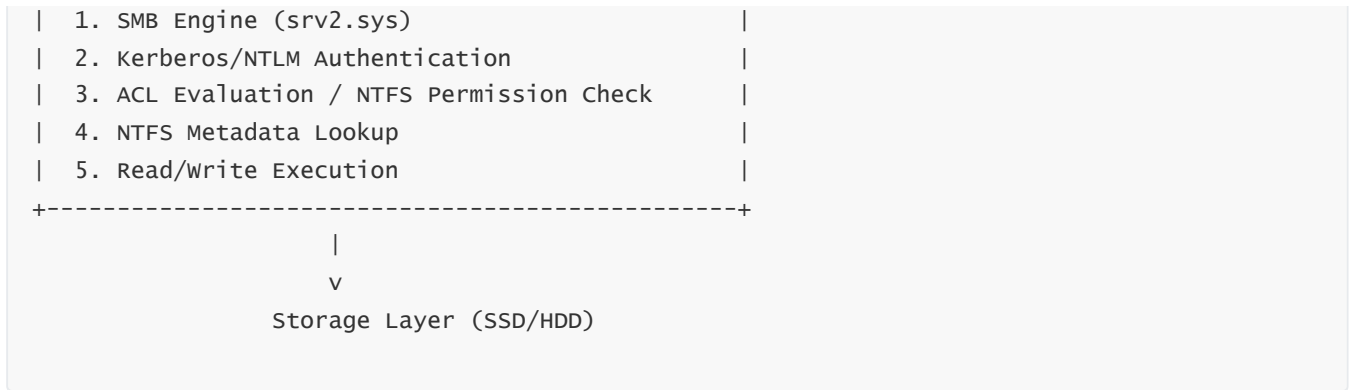 |  1. SMB Engine (srv2.sys)                       |
|  2. Kerberos/NTLM Authentication                |
|  3. ACL Evaluation / NTFS Permission Check      |
|  4. NTFS Metadata Lookup                        |
|  5. Read/Write Execution                        |
+-------------------------------------------------+
                     |
                     v
                 Storage Layer (SSD/HDD)